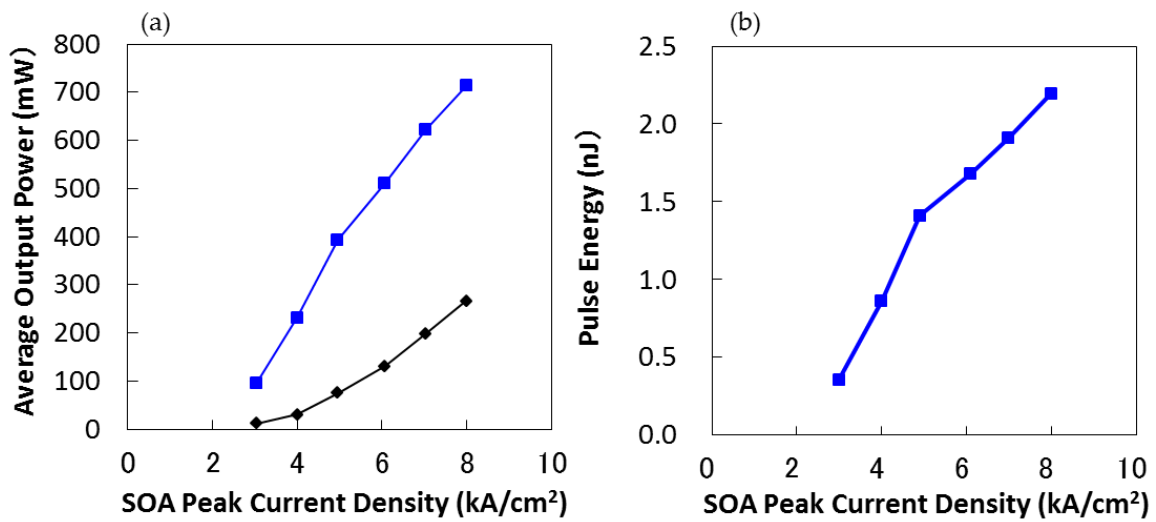 (a)
Average Output Power (mW)
800
700
600
500
400
300
200
100
0
0 2 4 6 8 10
SOA Peak Current Density (kA/cm²)
(b)
Pulse Energy (nJ)
2.5
2.0
1.5
1.0
0.5
0.0
0 2 4 6 8 10
SOA Peak Current Density (kA/cm²)